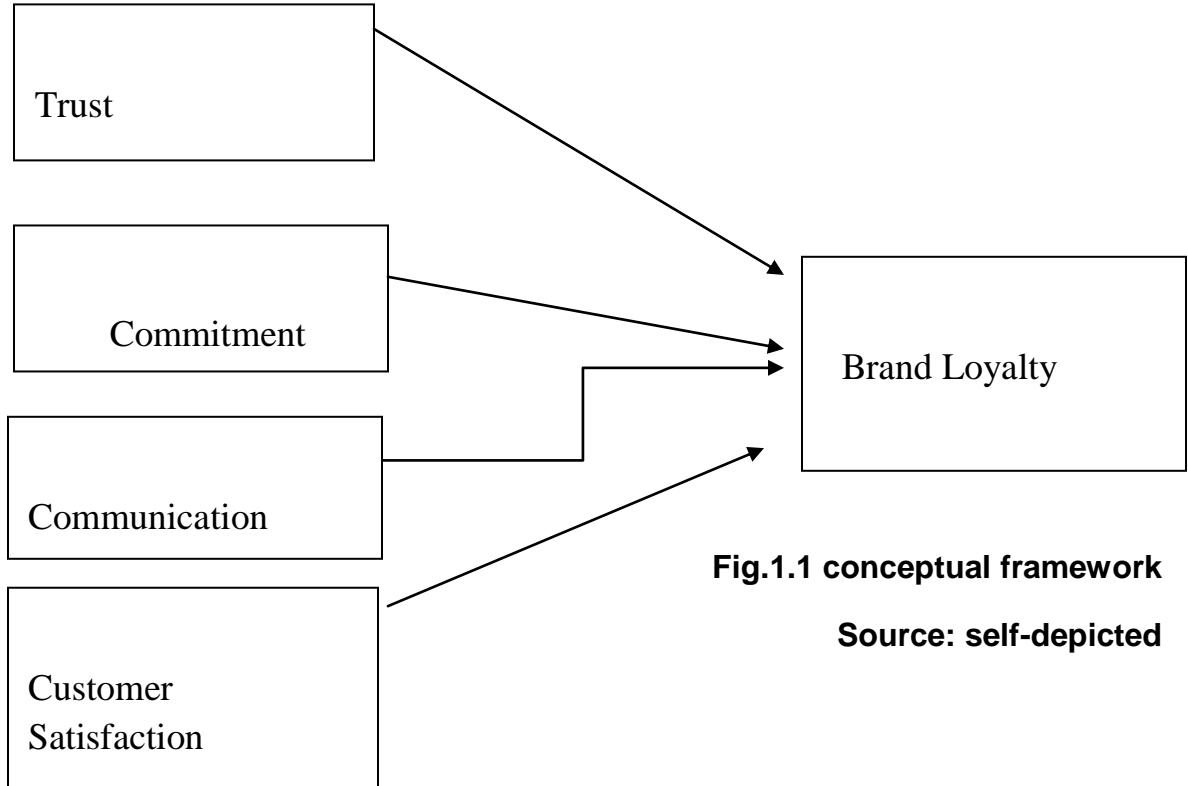 Trust
Commitment
Brand Loyalty
Communication
Fig.1.1 conceptual framework
Source: self-depicted
Customer
Satisfaction